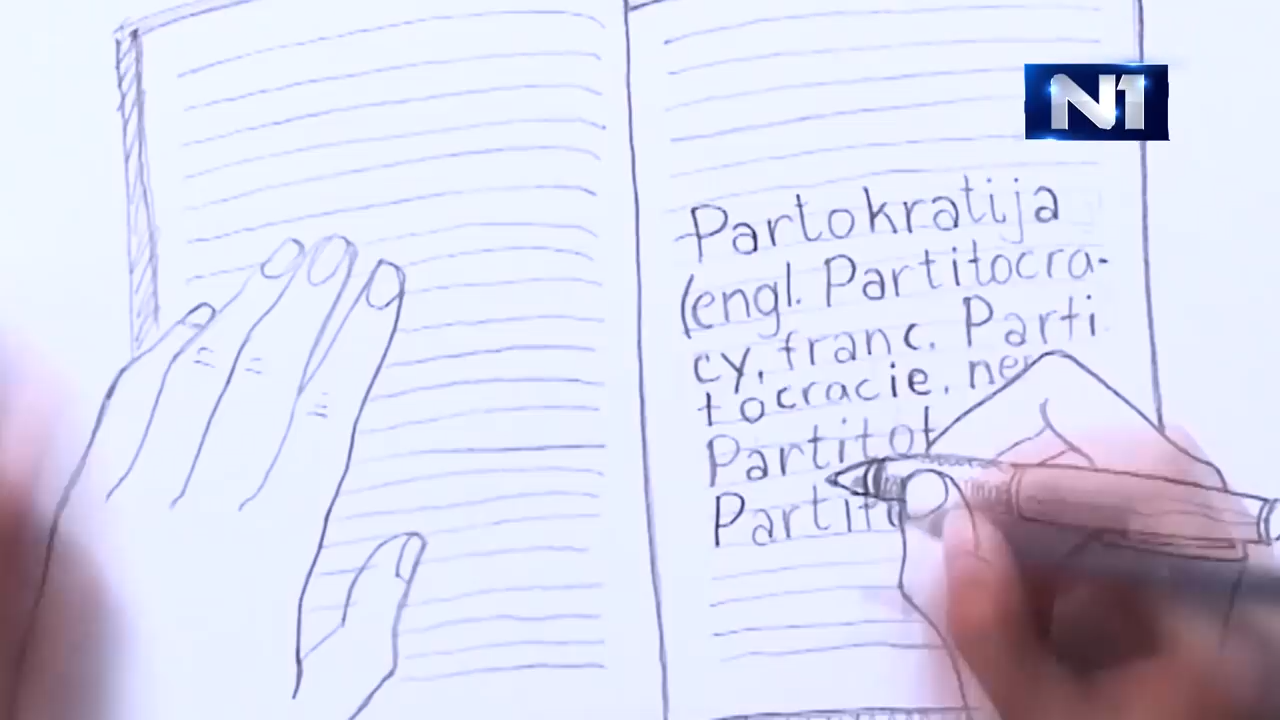 N1
Partokratija
(engl. Partitocra-
cy, franc. Parti
tocracie,